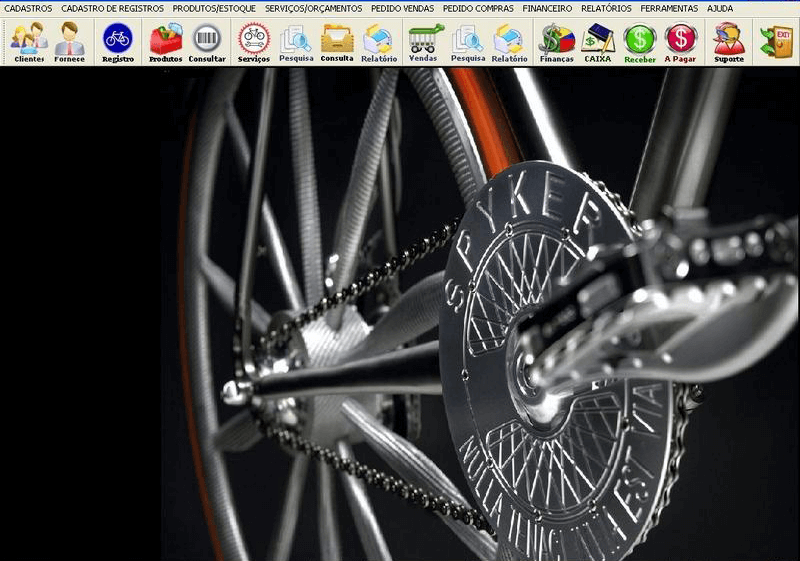 CADASTROS CADASTRO DE REGISTROS PRODUTOS/ESTOQUE SERVIÇOS/ORÇAMENTOS PEDIDO VENDAS PEDIDO COMPRAS FINANCEIRO RELATÓRIOS FERRAMENTAS AJUDA
EXIT
Clientes Fornece Registro Produtos Consultar Serviços Pesquisa Consulta Relatório Vendas Pesquisa Relatório Finanças CAIXA Receber A Pagar Suporte
SPYKER
NULLA TENACI EST VIA